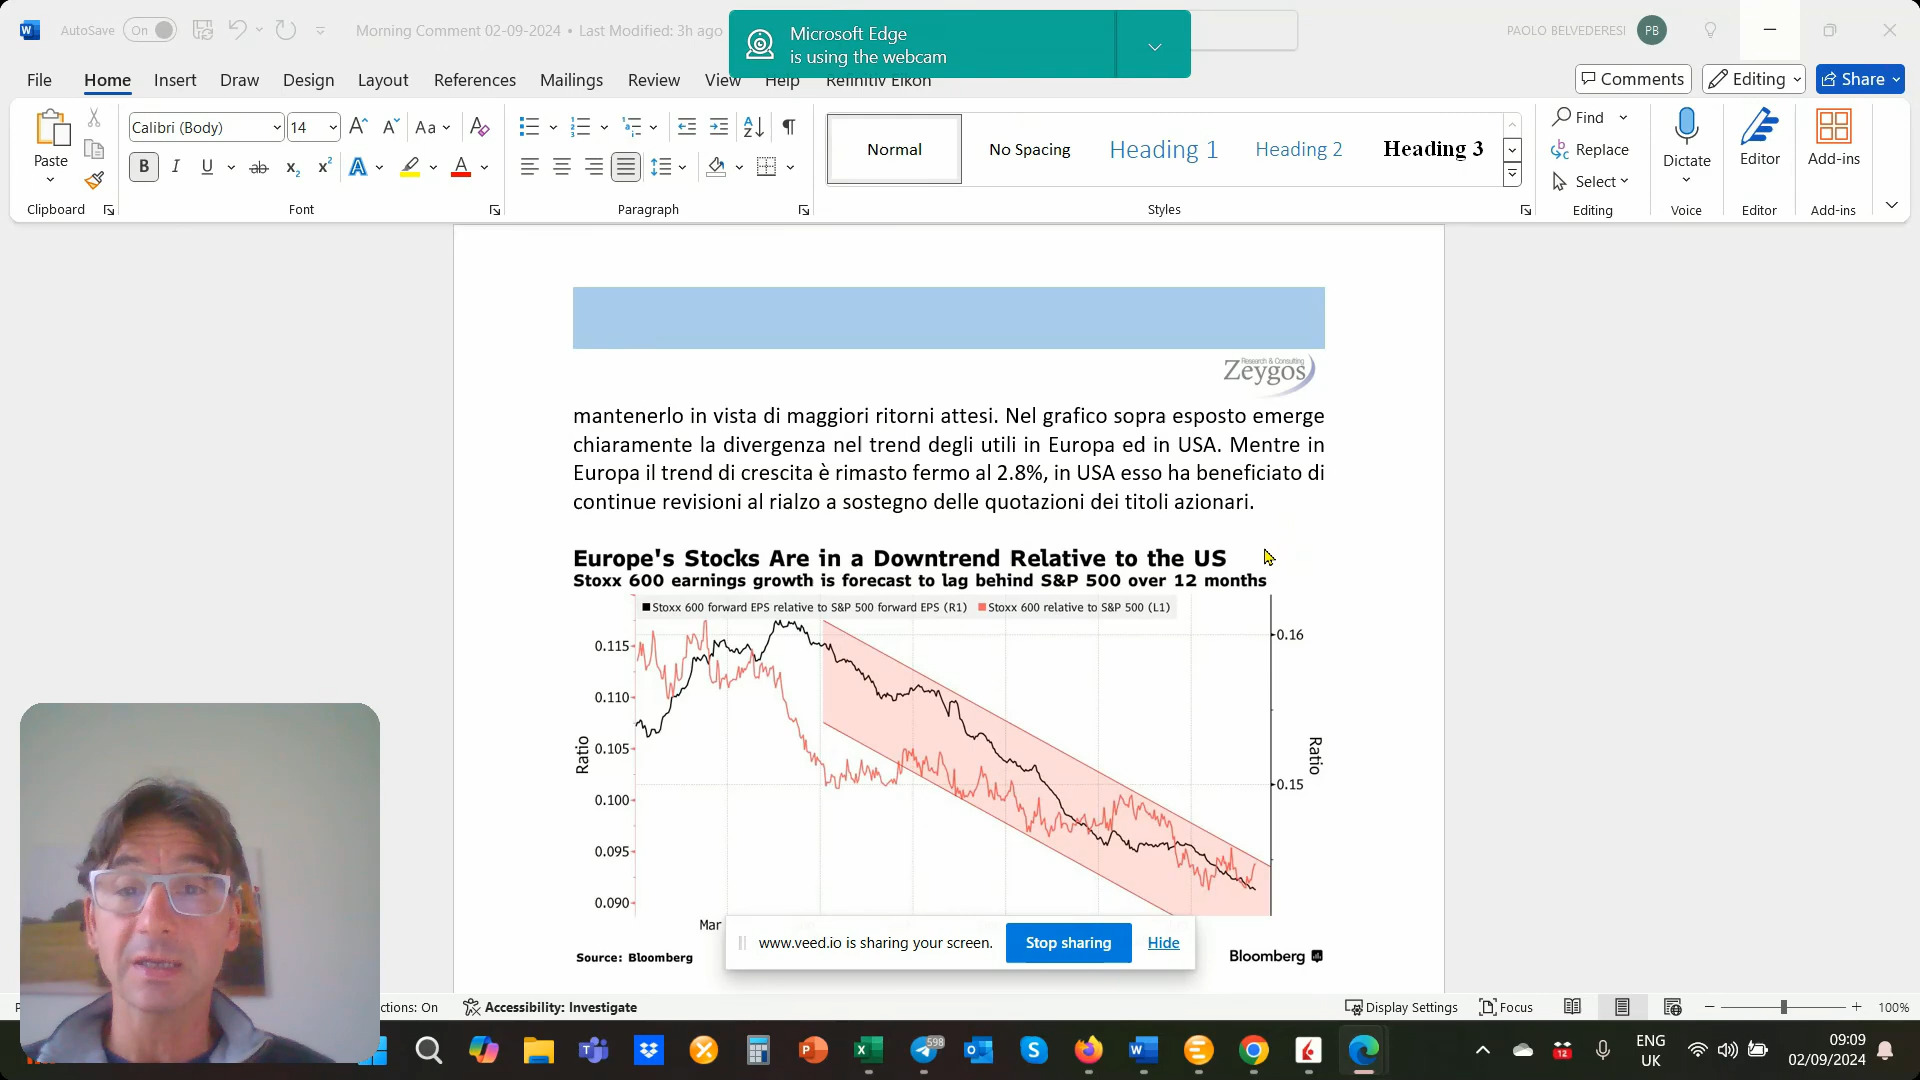 AutoSave On Morning Comment 02-09-2024 • Last Modified: 3h ago PAOLO BELVEDERESI PB
Microsoft Edge
is using the webcam
File Home Insert Draw Design Layout References Mailings Review View Help Refinitiv Eikon Comments Editing Share
Paste
Calibri (Body) 14
Normal No Spacing Heading 1 Heading 2 Heading 3
Find
Replace
Select
Dictate Editor Add-ins
Clipboard Font Paragraph Styles Editing Voice Editor Add-ins
Research & Consulting
Zeygos
mantenerlo in vista di maggiori ritorni attesi. Nel grafico sopra esposto emerge
chiaramente la divergenza nel trend degli utili in Europa ed in USA. Mentre in
Europa il trend di crescita è rimasto fermo al 2.8%, in USA esso ha beneficiato di
continue revisioni al rialzo a sostegno delle quotazioni dei titoli azionari.
Europe's Stocks Are in a Downtrend Relative to the US
Stoxx 600 earnings growth is forecast to lag behind S&P 500 over 12 months
Stoxx 600 forward EPS relative to S&P 500 forward EPS (R1) Stoxx 600 relative to S&P 500 (L1)
0.115
0.110
0.105
0.100
0.095
0.090
Ratio
0.16
0.15
Ratio
Mar
www.veed.io is sharing your screen. Stop sharing Hide
Source: Bloomberg
Bloomberg
ctions: On Accessibility: Investigate Display Settings Focus 100%
598
12
ENG
UK
09:09
02/09/2024